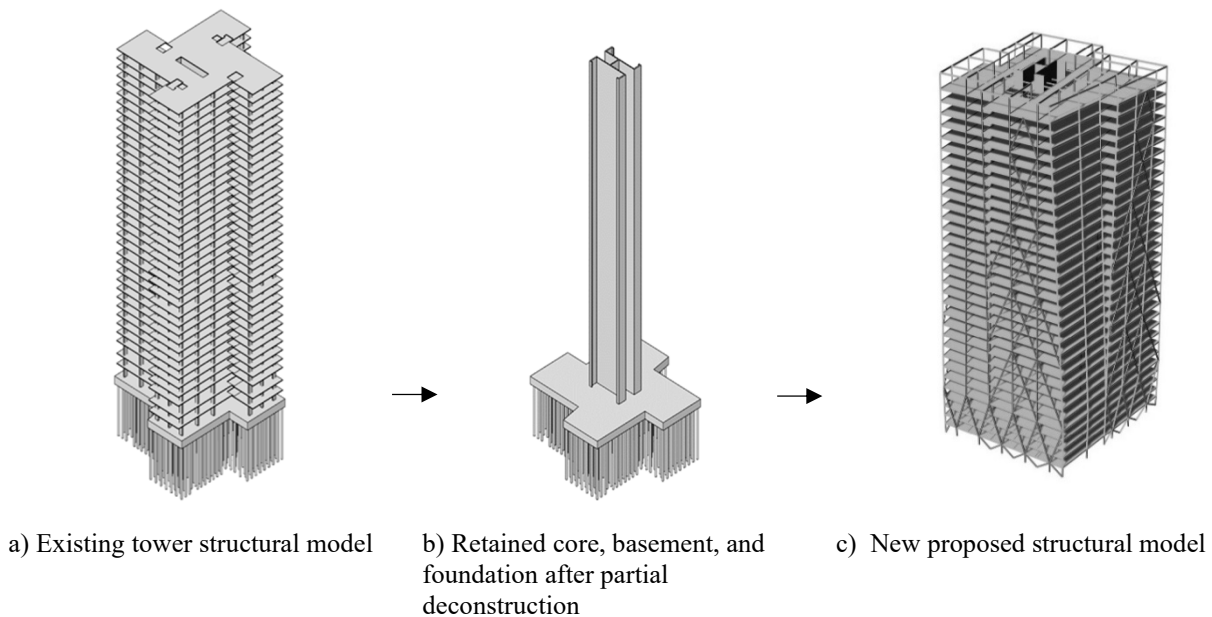 a) Existing tower structural model
b) Retained core, basement, and
foundation after partial
deconstruction
c) New proposed structural model